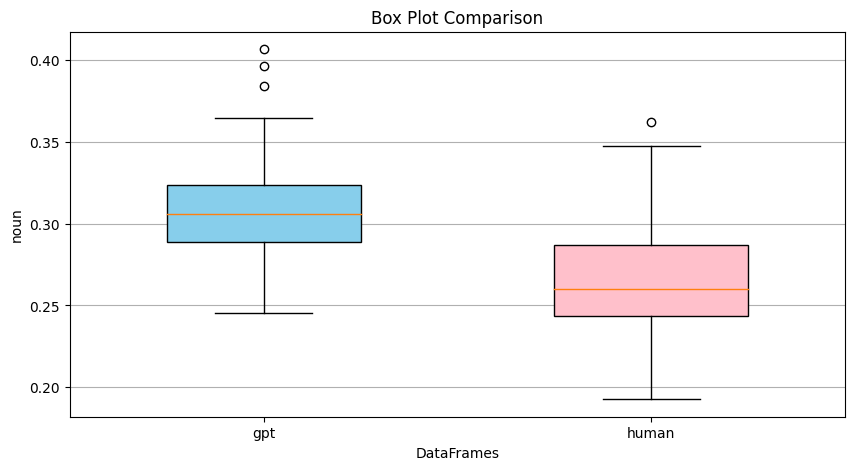 Box Plot Comparison
0.40
0.35
0.30
0.25
0.20
noun
gpt
human
DataFrames